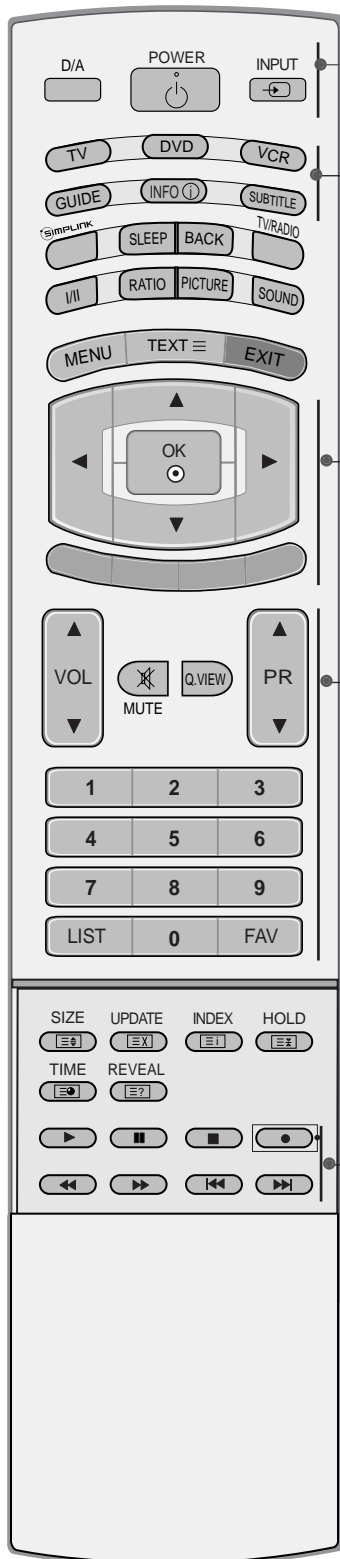 D/A POWER INPUT
TV DVD VCR
GUIDE INFO i SUBTITLE
SIMPLINK TV/RADIO
SLEEP BACK
I/II RATIO PICTURE SOUND
MENU TEXT EXIT
OK
VOL Q.VIEW PR
MUTE
1 2 3
4 5 6
7 8 9
LIST 0 FAV
SIZE UPDATE INDEX HOLD
X i
TIME REVEAL
?